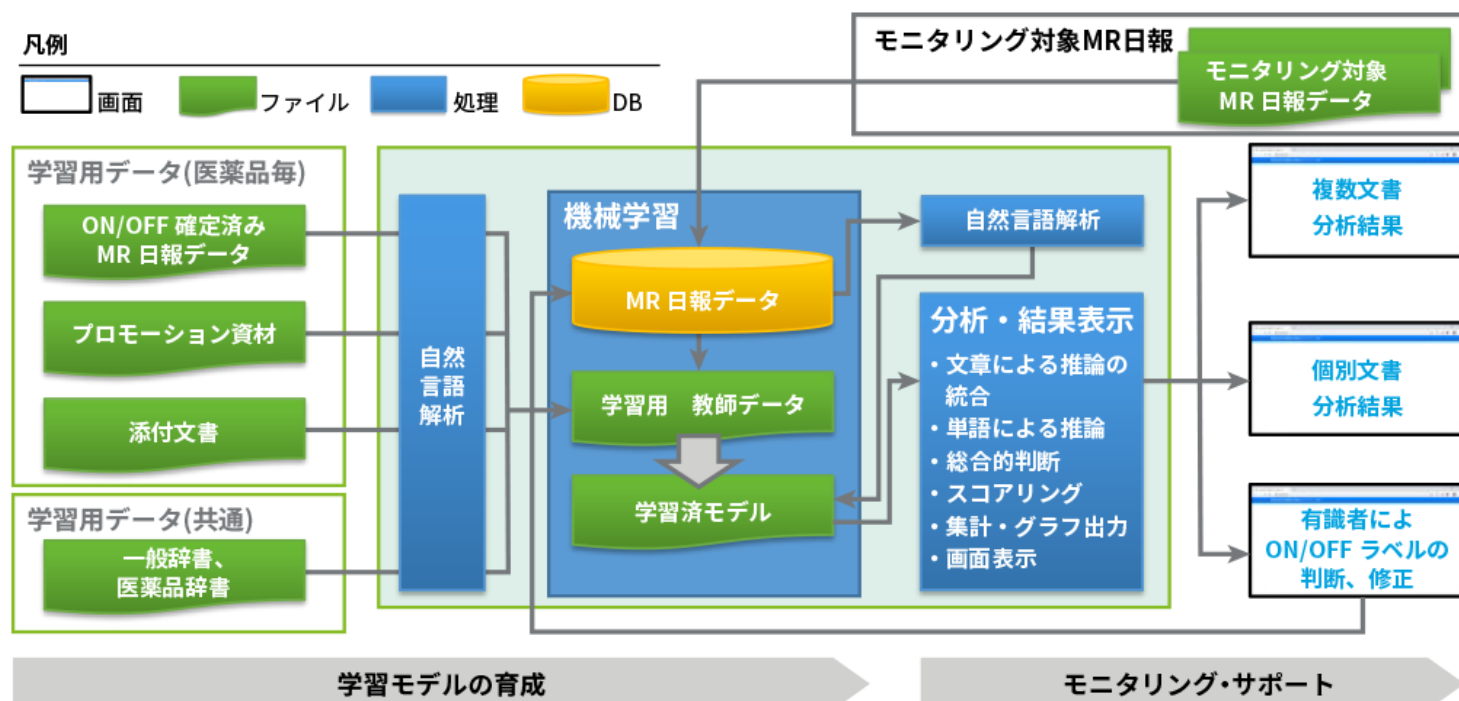 凡例
画面
ファイル
処理
DB
モニタリング対象MR日報
モニタリング対象
MR 日報データ
学習用データ(医薬品毎)
ON/OFF 確定済み
MR 日報データ
プロモーション資材
添付文書
学習用データ(共通)
一般辞書、
医薬品辞書
自然
言語
解析
機械学習
MR 日報データ
学習用　教師データ
学習済モデル
自然言語解析
分析・結果表示
・文章による推論の
統合
・単語による推論
・総合的判断
・スコアリング
・集計・グラフ出力
・画面表示
複数文書
分析結果
個別文書
分析結果
有識者によ
ON/OFF ラベルの
判断、修正
学習モデルの育成
モニタリング・サポート